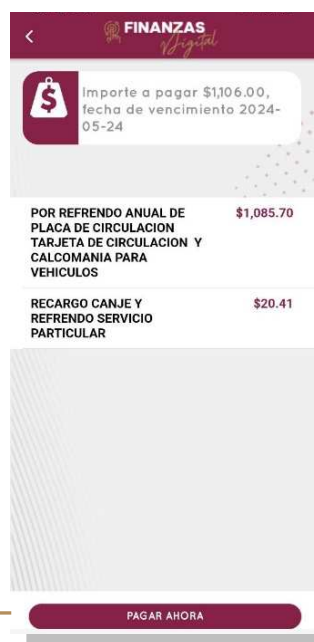 FINANZAS
Digital
Importe a pagar $1,106.00,
fecha de vencimiento 2024-
05-24
POR REFRENDO ANUAL DE $1,085.70
PLACA DE CIRCULACION
TARJETA DE CIRCULACION Y
CALCOMANIA PARA
VEHICULOS
RECARGO CANJE Y $20.41
REFRENDO SERVICIO
PARTICULAR
PAGAR AHORA